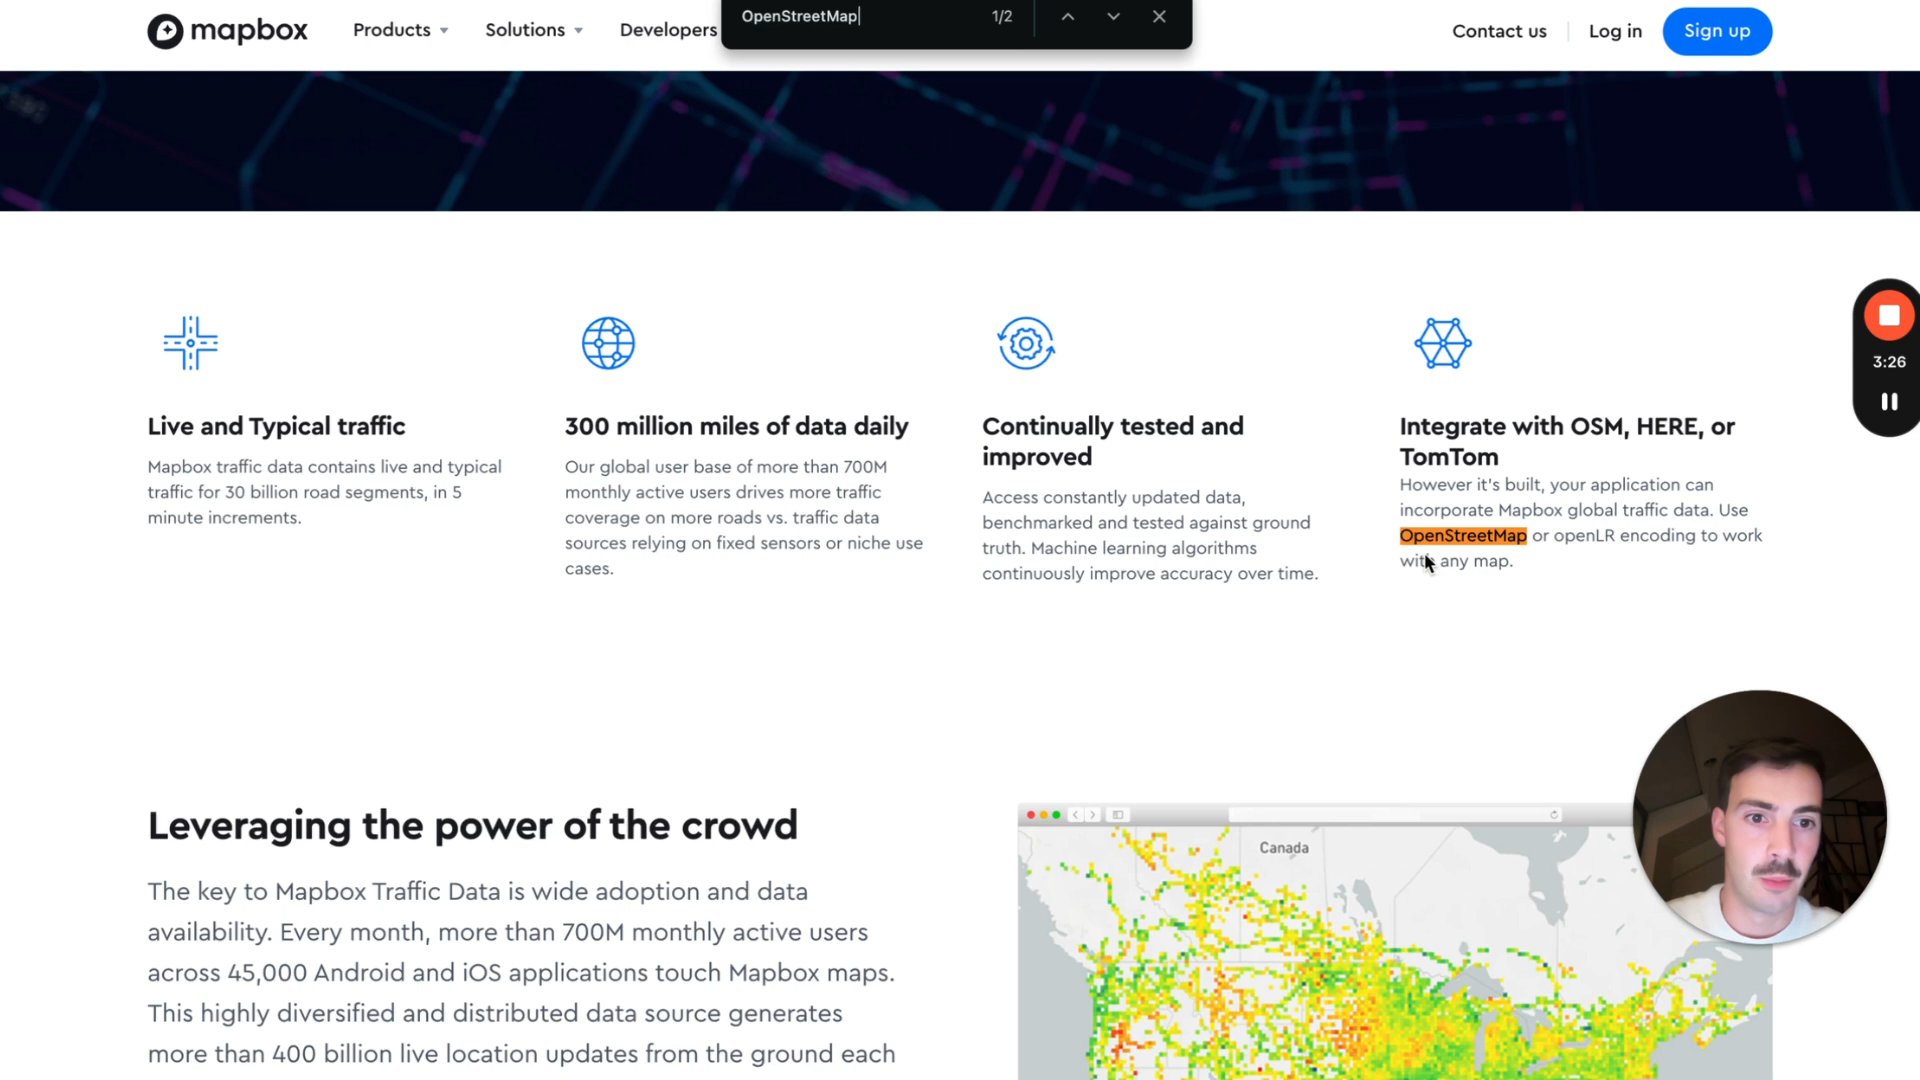 mapbox
Products
Solutions
Developers
OpenStreetMap
1/2
Contact us
Log in
Sign up
3:26
Live and Typical traffic
Mapbox traffic data contains live and typical
traffic for 30 billion road segments, in 5
minute increments.
300 million miles of data daily
Our global user base of more than 700M
monthly active users drives more traffic
coverage on more roads vs. traffic data
sources relying on fixed sensors or niche use
cases.
Continually tested and
improved
Access constantly updated data,
benchmarked and tested against ground
truth. Machine learning algorithms
continuously improve accuracy over time.
Integrate with OSM, HERE, or
TomTom
However it's built, your application can
incorporate Mapbox global traffic data. Use
OpenStreetMap or openLR encoding to work
with any map.
Leveraging the power of the crowd
The key to Mapbox Traffic Data is wide adoption and data
availability. Every month, more than 700M monthly active users
across 45,000 Android and iOS applications touch Mapbox maps.
This highly diversified and distributed data source generates
more than 400 billion live location updates from the ground each
Canada